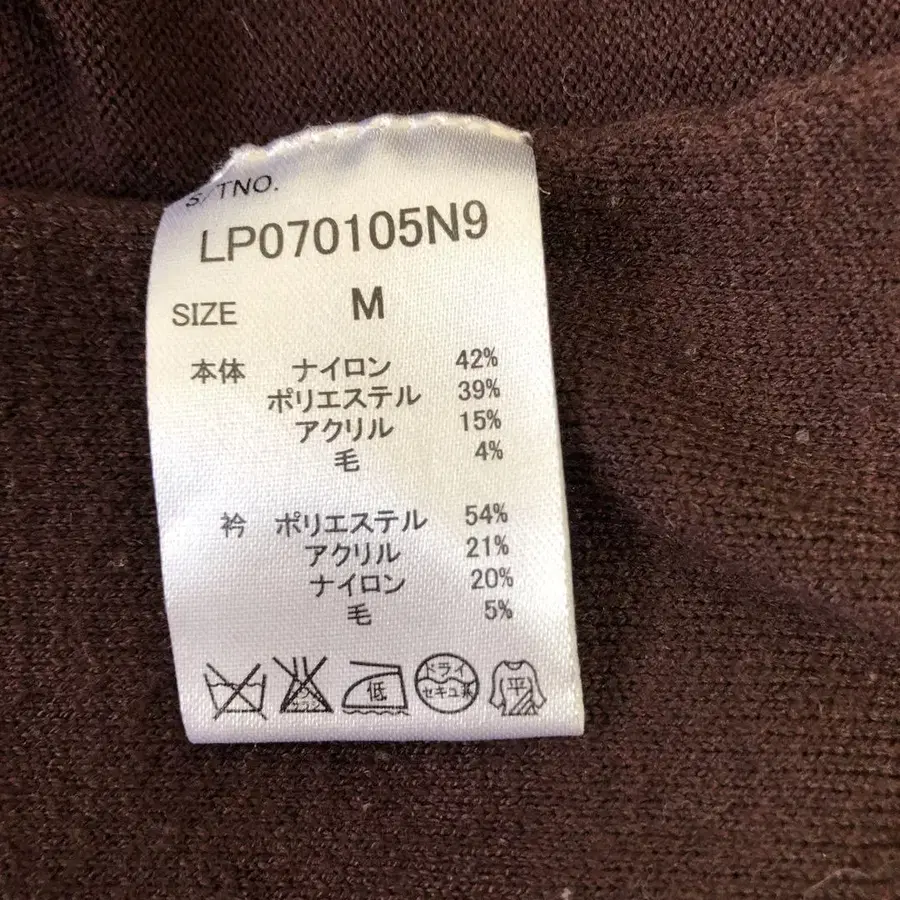 S/TNO.
LP070105N9
SIZE M
本体 ナイロン 42%
ポリエステル 39%
アクリル 15%
毛 4%
衿 ポリエステル 54%
アクリル 21%
ナイロン 20%
毛 5%
低 ドライ 平
セキユ系